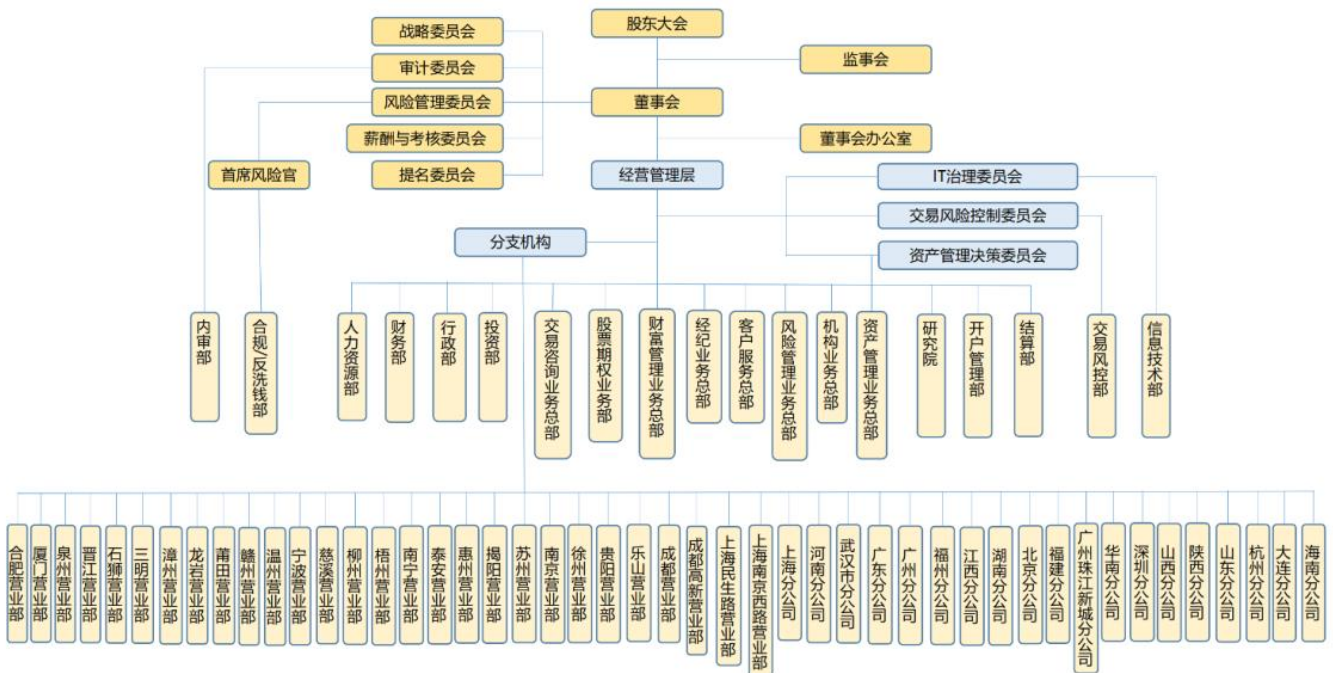 股东大会
战略委员会
监事会
审计委员会
风险管理委员会
董事会
薪酬与考核委员会
董事会办公室
首席风险官
提名委员会
经营管理层
IT治理委员会
交易风险控制委员会
分支机构
资产管理决策委员会
内审部
合规/反洗钱部
人力资源部
财务部
行政部
投资部
交易咨询业务总部
股票期权业务部
财富管理业务总部
经纪业务总部
客户服务总部
风险管理业务总部
机构业务总部
资产管理业务总部
研究院
开户管理部
结算部
交易风控部
信息技术部
合肥营业部
厦门营业部
泉州营业部
晋江营业部
石狮营业部
三明营业部
漳州营业部
龙岩营业部
莆田营业部
赣州营业部
温州营业部
宁波营业部
慈溪营业部
柳州营业部
梧州营业部
南宁营业部
泰安营业部
惠州营业部
揭阳营业部
苏州营业部
南京营业部
徐州营业部
贵阳营业部
乐山营业部
成都营业部
成都高新营业部
上海民生路营业部
上海南京西路营业部
上海分公司
河南分公司
武汉市分公司
广东分公司
广州分公司
福州分公司
江西分公司
湖南分公司
北京分公司
福建分公司
广州珠江新城分公司
华南分公司
深圳分公司
山西分公司
陕西分公司
山东分公司
杭州分公司
大连分公司
海南分公司